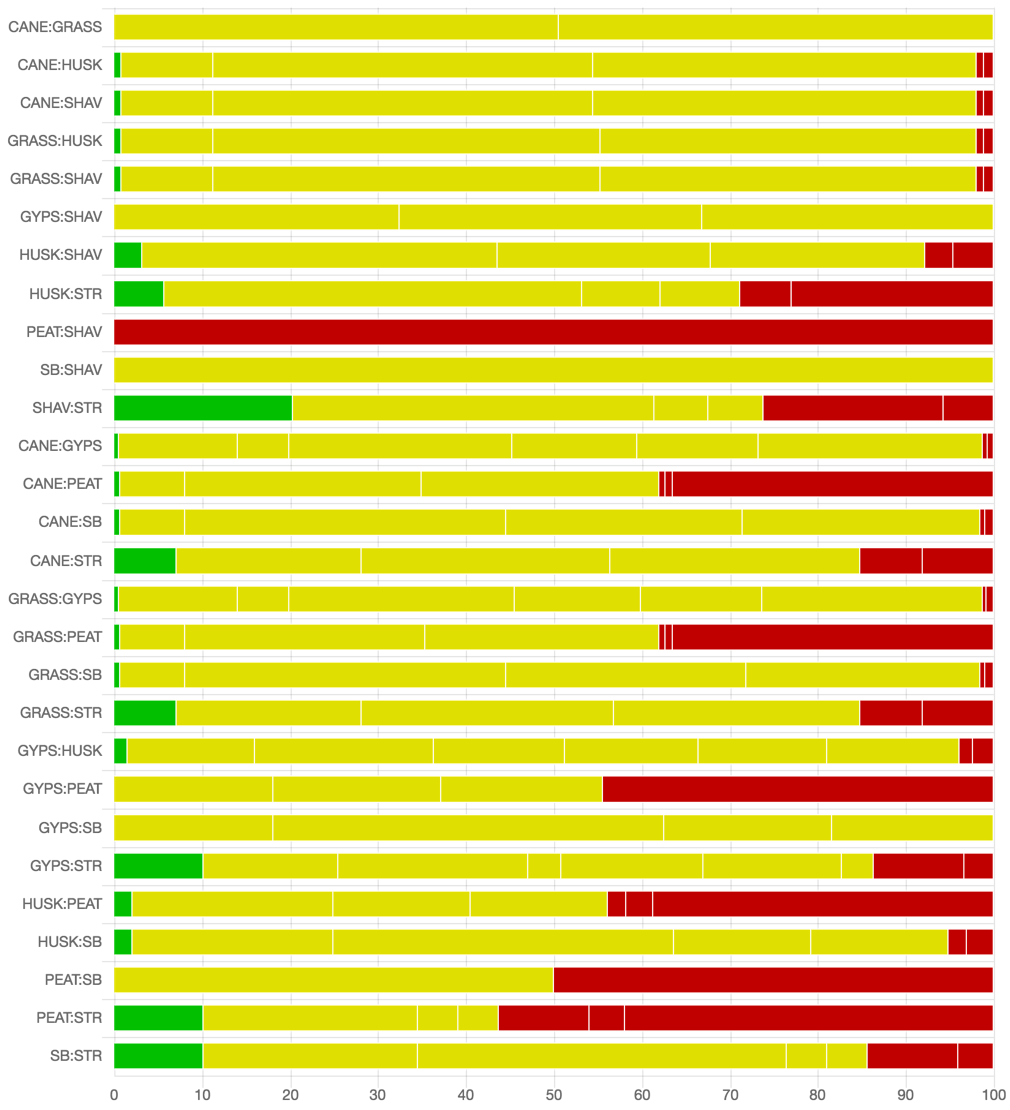 CANE:GRASS
CANE:HUSK
CANE:SHAV
GRASS:HUSK
GRASS:SHAV
GYPS:SHAV
HUSK:SHAV
HUSK:STR
PEAT:SHAV
SB:SHAV
SHAV:STR
CANE:GYPS
CANE:PEAT
CANE:SB
CANE:STR
GRASS:GYPS
GRASS:PEAT
GRASS:SB
GRASS:STR
GYPS:HUSK
GYPS:PEAT
GYPS:SB
GYPS:STR
HUSK:PEAT
HUSK:SB
PEAT:SB
PEAT:STR
SB:STR
0 10 20 30 40 50 60 70 80 90 100